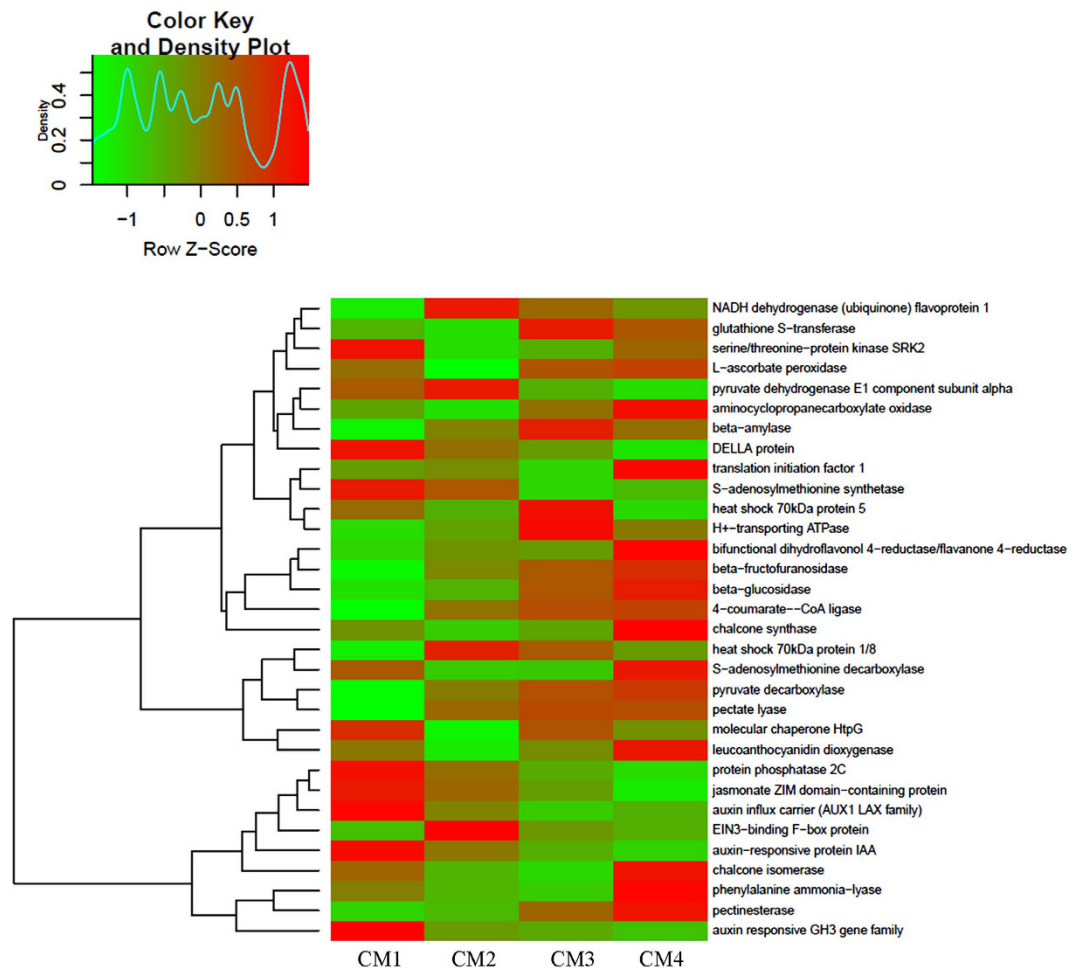 Color Key
and Density Plot
Density
0 0.2 0.4
−1 0 0.5 1
Row Z−Score
NADH dehydrogenase (ubiquinone) flavoprotein 1
glutathione S−transferase
serine/threonine−protein kinase SRK2
L−ascorbate peroxidase
pyruvate dehydrogenase E1 component subunit alpha
aminocyclopropanecarboxylate oxidase
beta−amylase
DELLA protein
translation initiation factor 1
S−adenosylmethionine synthetase
heat shock 70kDa protein 5
H+−transporting ATPase
bifunctional dihydroflavonol 4−reductase/flavanone 4−reductase
beta−fructofuranosidase
beta−glucosidase
4−coumarate−−CoA ligase
chalcone synthase
heat shock 70kDa protein 1/8
S−adenosylmethionine decarboxylase
pyruvate decarboxylase
pectate lyase
molecular chaperone HtpG
leucoanthocyanidin dioxygenase
protein phosphatase 2C
jasmonate ZIM domain−containing protein
auxin influx carrier (AUX1 LAX family)
EIN3−binding F−box protein
auxin−responsive protein IAA
chalcone isomerase
phenylalanine ammonia−lyase
pectinesterase
auxin responsive GH3 gene family
CM1 CM2 CM3 CM4